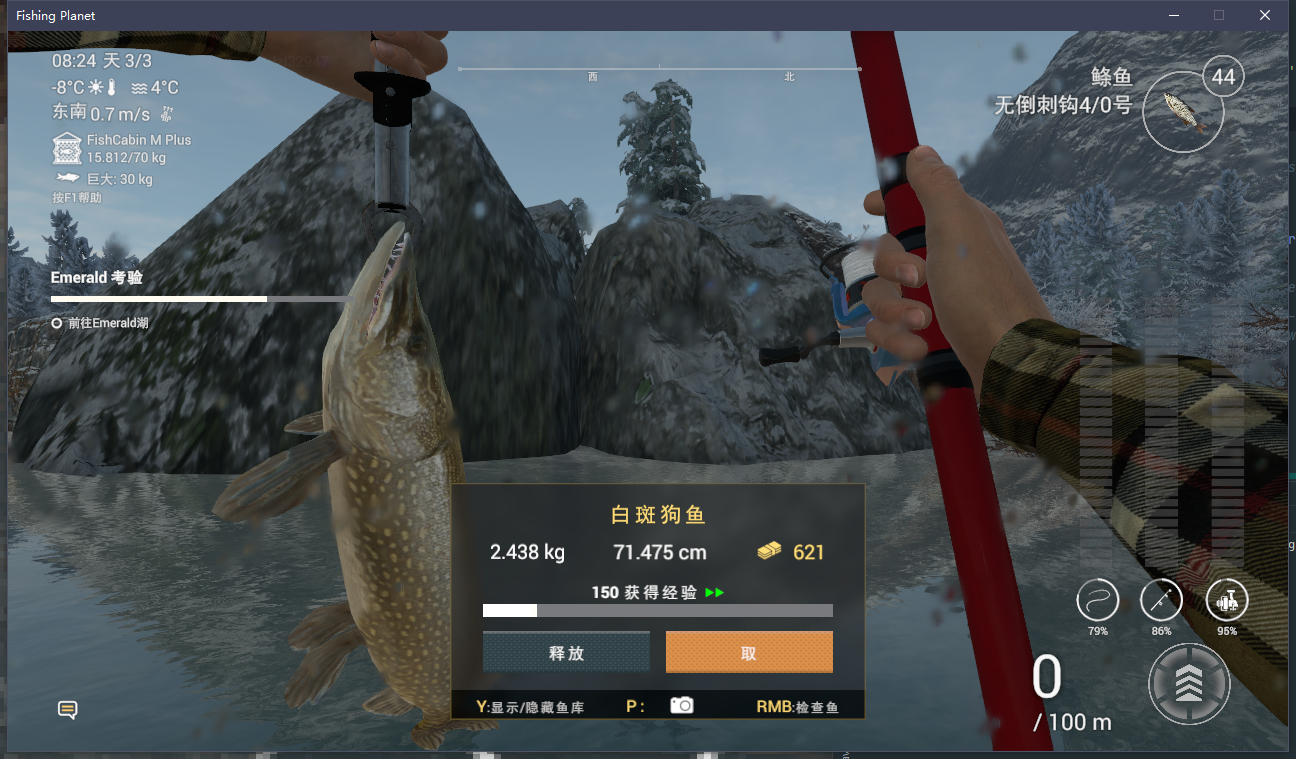 Fishing Planet
08:24 天 3/3
-8°C 4°C
东南 0.7 m/s
FishCabin M Plus
15.812/70 kg
巨大: 30 kg
按F1帮助
西 北
鲦鱼 44
无倒刺钩4/0号
Emerald 考验
前往Emerald湖
白斑狗鱼
2.438 kg 71.475 cm 621
150 获得经验
释放 取
Y:显示/隐藏鱼库 P: RMB:检查鱼
79% 86% 95%
0
/ 100 m